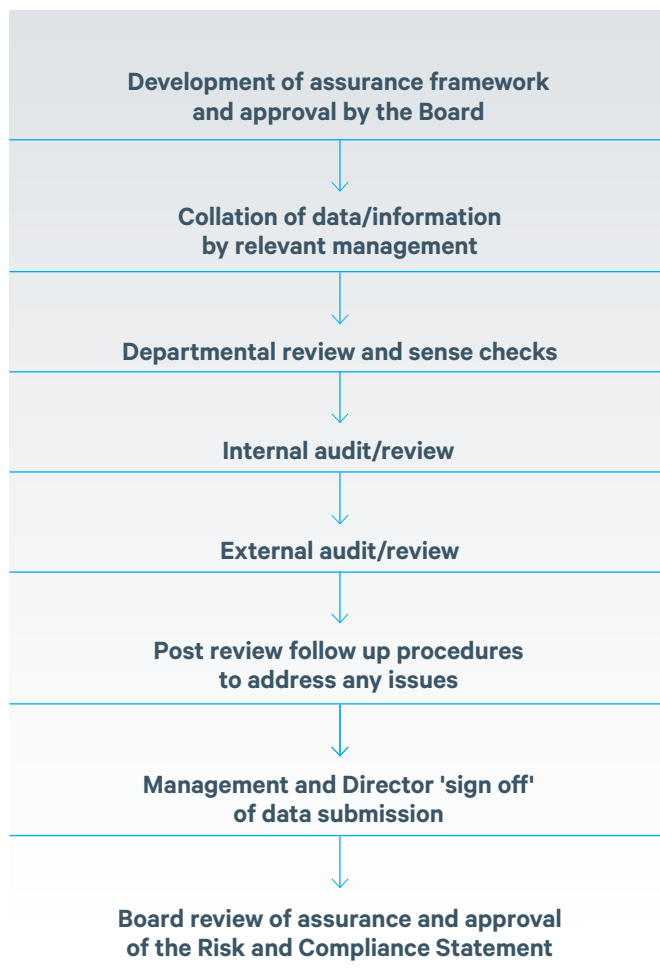 Development of assurance framework
and approval by the Board
Collation of data/information
by relevant management
Departmental review and sense checks
Internal audit/review
External audit/review
Post review follow up procedures
to address any issues
Management and Director 'sign off'
of data submission
Board review of assurance and approval
of the Risk and Compliance Statement